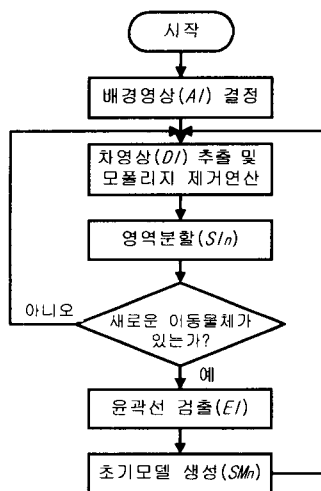 시작
배경영상(AI) 결정
차영상(DI) 추출 및
모폴리지 제거연산
영역분할(SIn)
아니오
새로운 이동물체가
있는가?
예
윤곽선 검출(EI)
초기모델 생성(SMn)